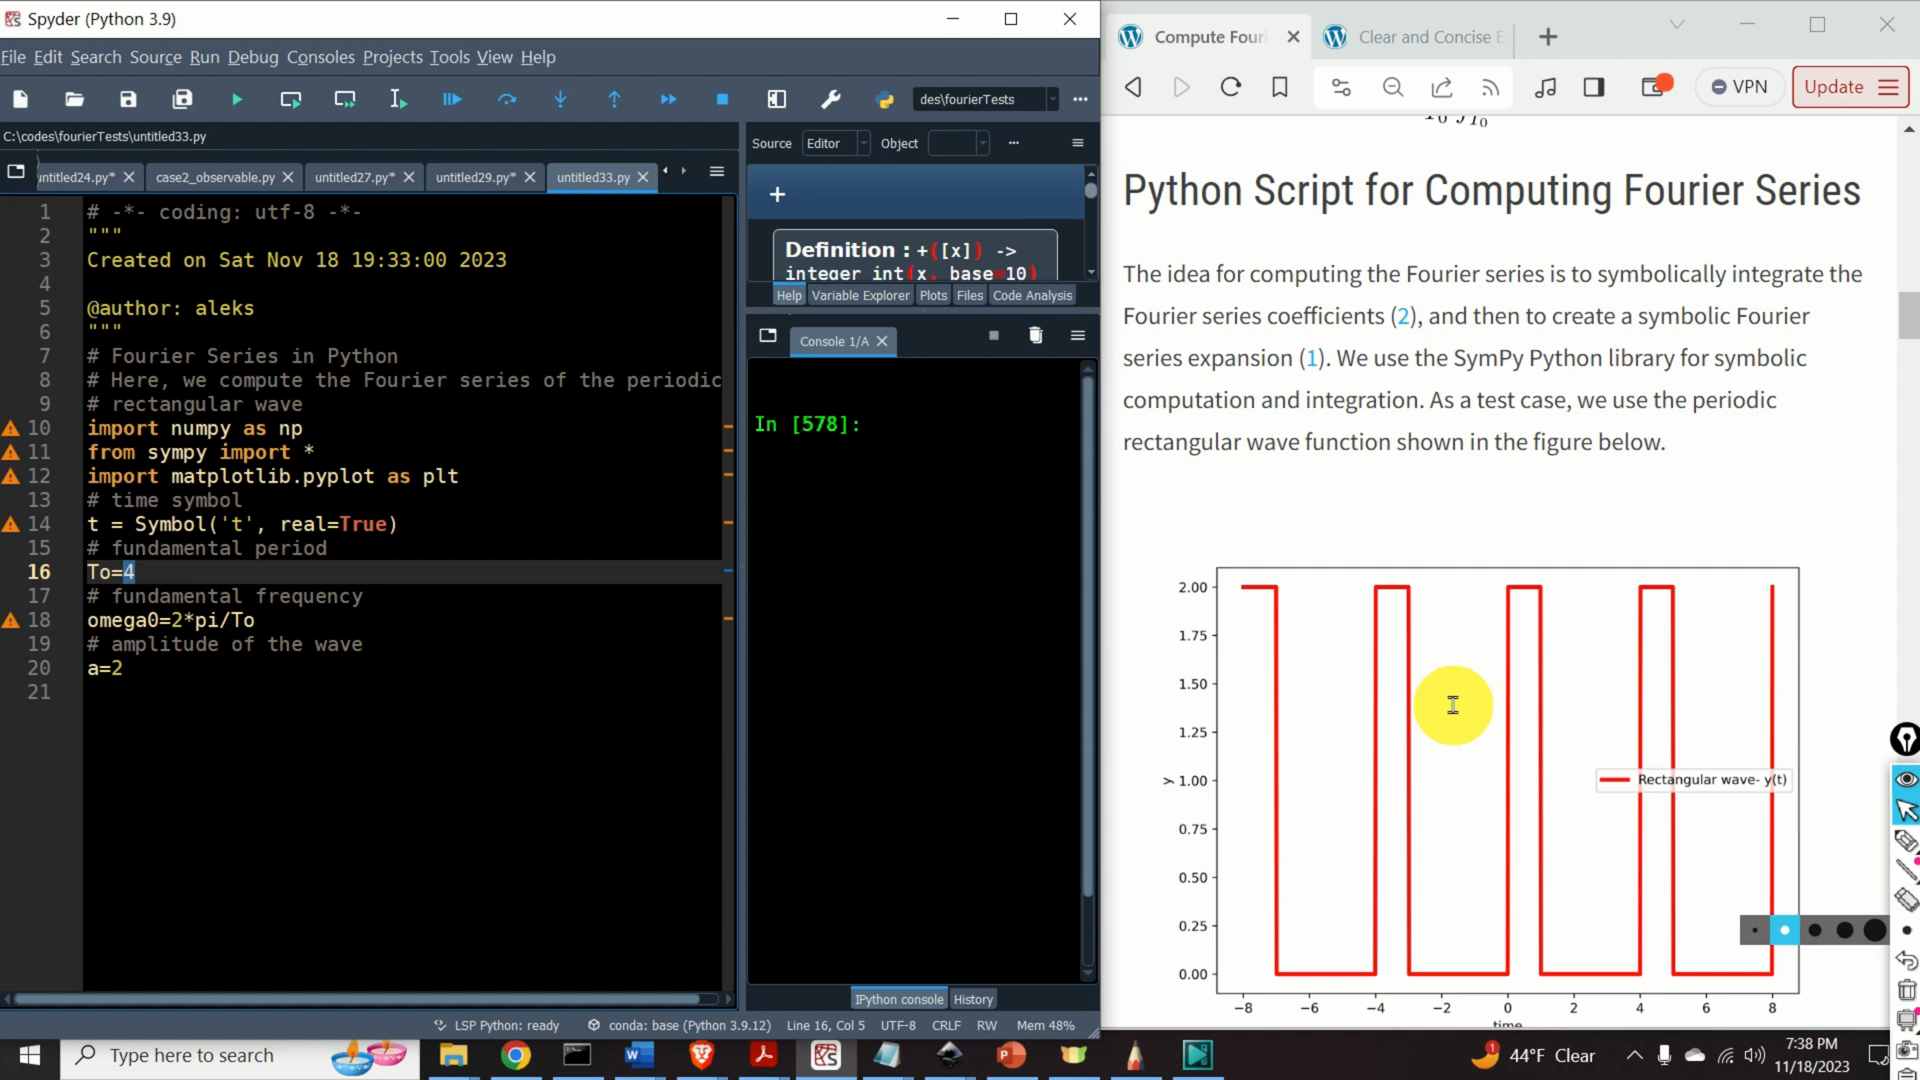 Spyder (Python 3.9)
File Edit Search Source Run Debug Consoles Projects Tools View Help
des\fourierTests
C:\codes\fourierTests\untitled33.py
untitled24.py*
case2_observable.py
untitled27.py*
untitled29.py*
untitled33.py
1 # -*- coding: utf-8 -*-
2 """
3 Created on Sat Nov 18 19:33:00 2023
4
5 @author: aleks
6 """
7 # Fourier Series in Python
8 # Here, we compute the Fourier series of the periodic
9 # rectangular wave
10 import numpy as np
11 from sympy import *
12 import matplotlib.pyplot as plt
13 # time symbol
14 t = Symbol('t', real=True)
15 # fundamental period
16 To=4
17 # fundamental frequency
18 omega0=2*pi/To
19 # amplitude of the wave
20 a=2
21
Source Editor Object
+
Definition : +([x]) ->
integer int(x, base=10)
Help Variable Explorer Plots Files Code Analysis
Console 1/A
In [578]:
IPython console History
LSP Python: ready conda: base (Python 3.9.12) Line 16, Col 5 UTF-8 CRLF RW Mem 48%
Compute Four
Clear and Concise E
VPN
Update
Python Script for Computing Fourier Series
The idea for computing the Fourier series is to symbolically integrate the
Fourier series coefficients (2), and then to create a symbolic Fourier
series expansion (1). We use the SymPy Python library for symbolic
computation and integration. As a test case, we use the periodic
rectangular wave function shown in the figure below.
2.00
1.75
1.50
1.25
1.00
0.75
0.50
0.25
0.00
y
Rectangular wave- y(t)
−8 −6 −4 −2 0 2 4 6 8
time
Type here to search
44°F Clear
7:38 PM
11/18/2023